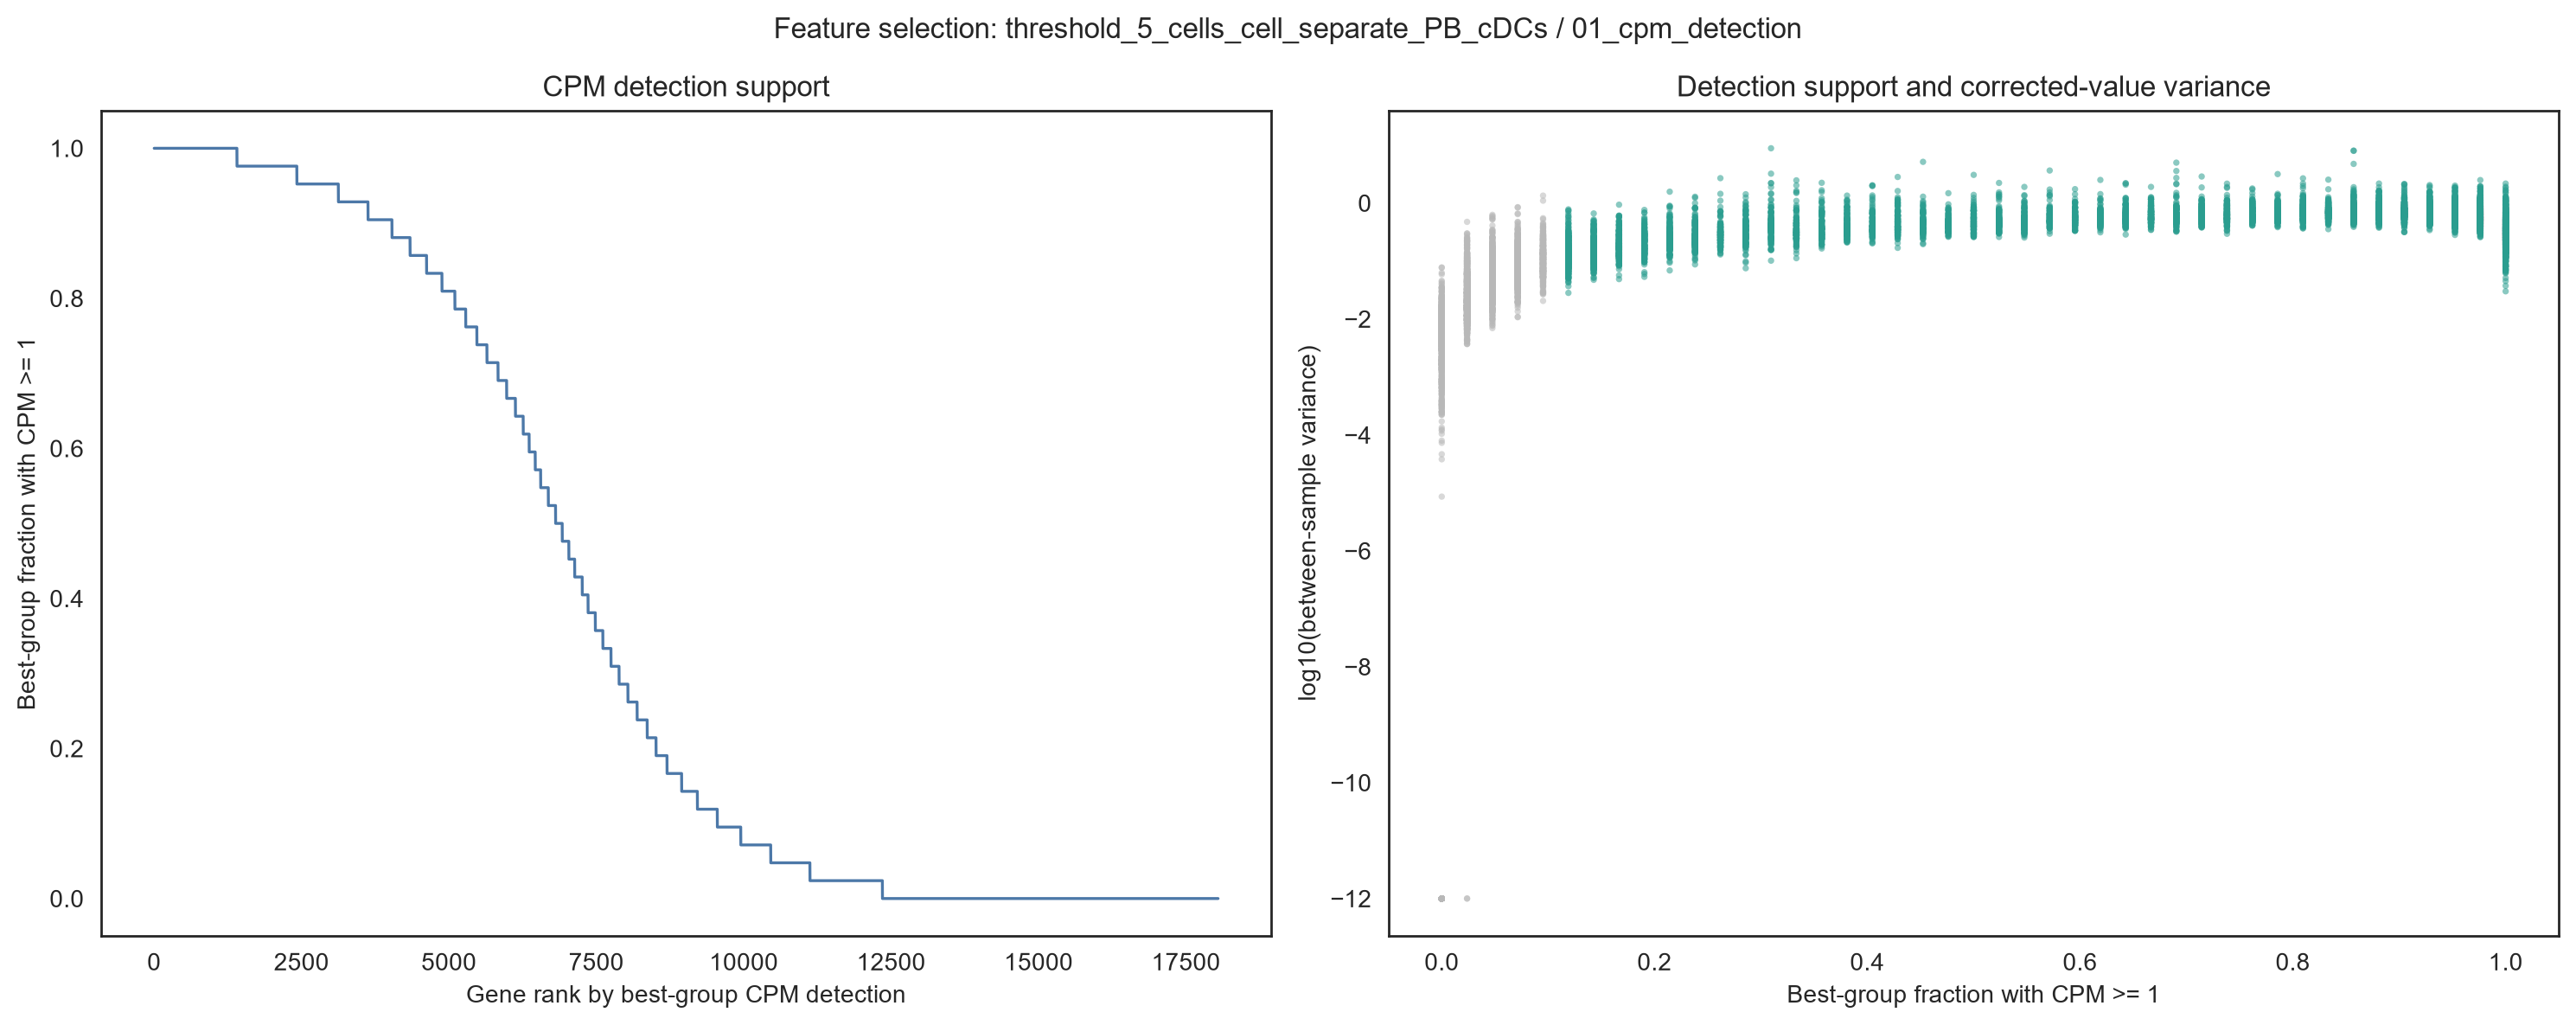 Feature selection: threshold_5_cells_cell_separate_PB_cDCs / 01_cpm_detection
CPM detection support
Best-group fraction with CPM >= 1
1.0
0.8
0.6
0.4
0.2
0.0
0 2500 5000 7500 10000 12500 15000 17500
Gene rank by best-group CPM detection
Detection support and corrected-value variance
log10(between-sample variance)
0
−2
−4
−6
−8
−10
−12
0.0 0.2 0.4 0.6 0.8 1.0
Best-group fraction with CPM >= 1